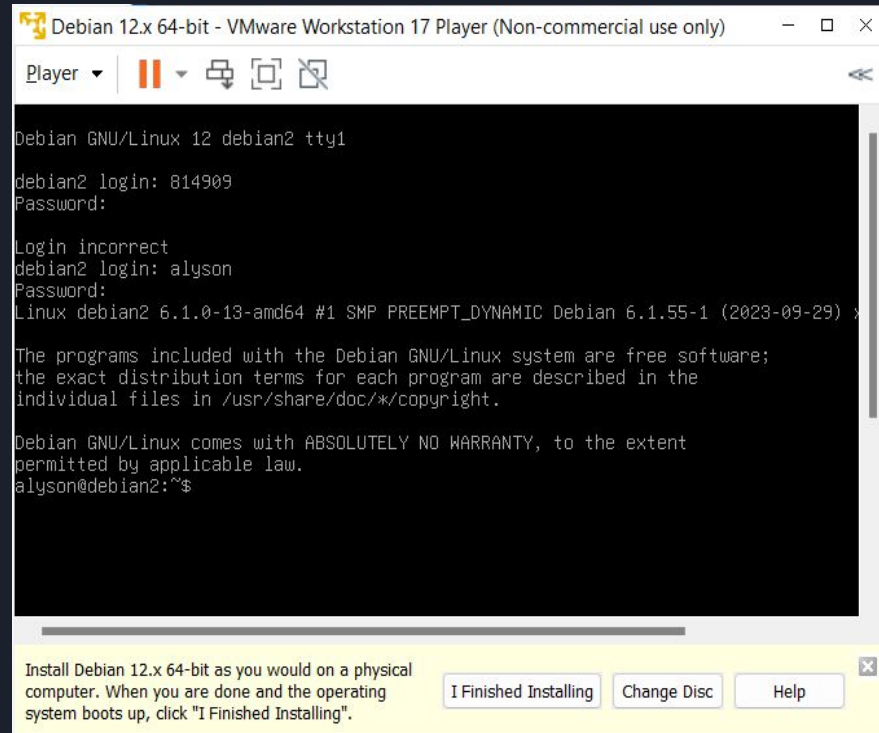 Debian 12.x 64-bit - VMware Workstation 17 Player (Non-commercial use only)
Player
Debian GNU/Linux 12 debian2 tty1
debian2 login: 814909
Password:
Login incorrect
debian2 login: alyson
Password:
Linux debian2 6.1.0-13-amd64 #1 SMP PREEMPT_DYNAMIC Debian 6.1.55-1 (2023-09-29)
The programs included with the Debian GNU/Linux system are free software;
the exact distribution terms for each program are described in the
individual files in /usr/share/doc/*/copyright.
Debian GNU/Linux comes with ABSOLUTELY NO WARRANTY, to the extent
permitted by applicable law.
alyson@debian2:~$
Install Debian 12.x 64-bit as you would on a physical
computer. When you are done and the operating
system boots up, click "I Finished Installing".
I Finished Installing
Change Disc
Help